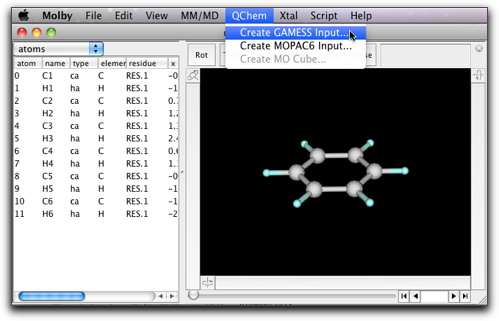 Molby File Edit Show View MM/MD QChem Xtal Script Help
Create GAMESS Input...
Create MOPAC6 Input...
Create MO Cube...
atoms
Rot
atom name type elemen residue x
0 C1 ca C RES.1 -0
1 H1 ha H RES.1 -1
2 C2 ca C RES.1 0.1
3 H2 ha H RES.1 1.2
4 C3 ca C RES.1 1.3
5 H3 ha H RES.1 2.4
6 C4 ca C RES.1 0.6
7 H4 ha H RES.1 1.1
8 C5 ca C RES.1 -0
9 H5 ha H RES.1 -1
10 C6 ca C RES.1 -1
11 H6 ha H RES.1 -2